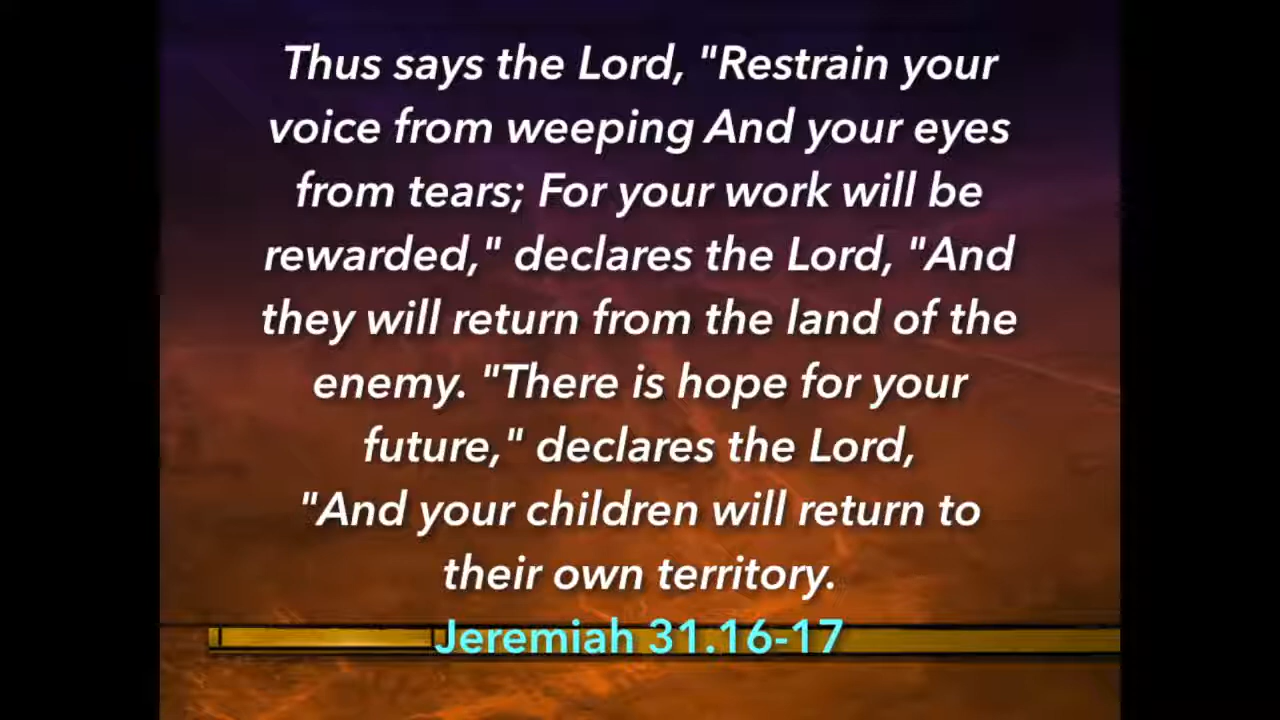 Thus says the Lord, "Restrain your
voice from weeping And your eyes
from tears; For your work will be
rewarded," declares the Lord, "And
they will return from the land of the
enemy. "There is hope for your
future," declares the Lord,
"And your children will return to
their own territory.
Jeremiah 31.16-17